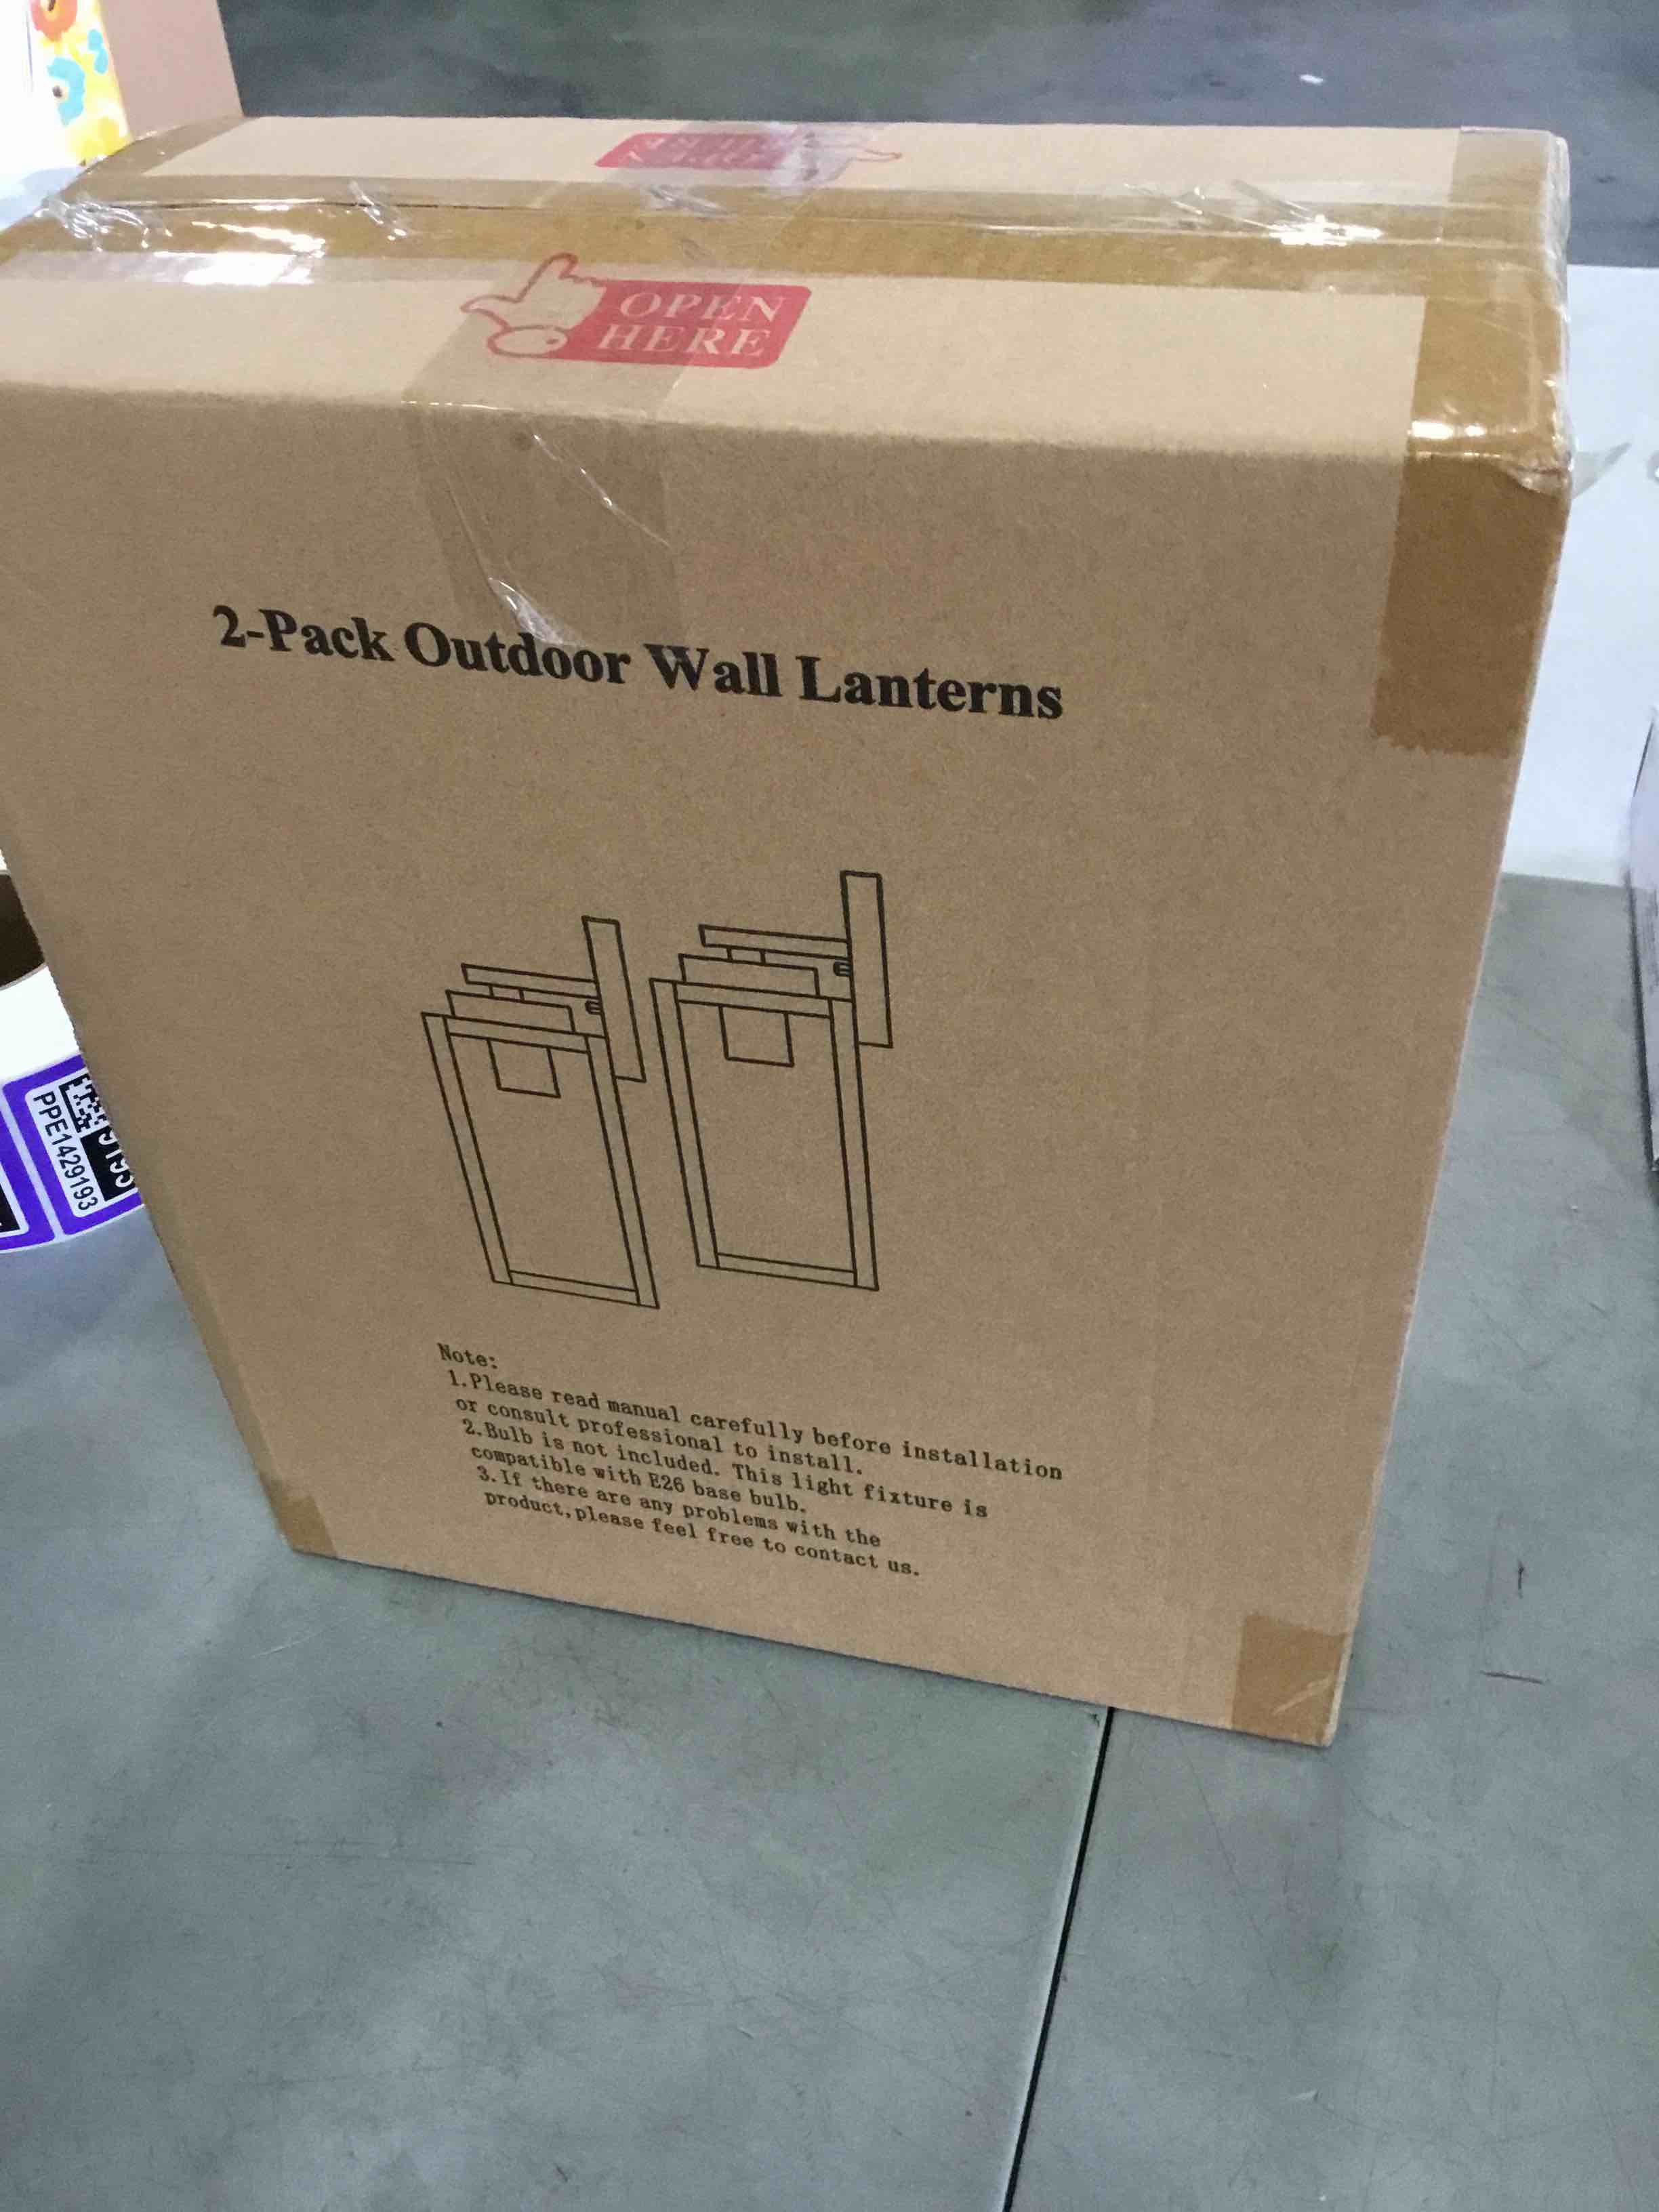 OPEN
HERE
OPEN
HERE
2-Pack Outdoor Wall Lanterns
Note:
1.Please read manual carefully before installation
or consult professional to install.
2.Bulb is not included. This light fixture is
compatible with E26 base bulb.
3.If there are any problems with the
product,please feel free to contact us.
PPE1429193